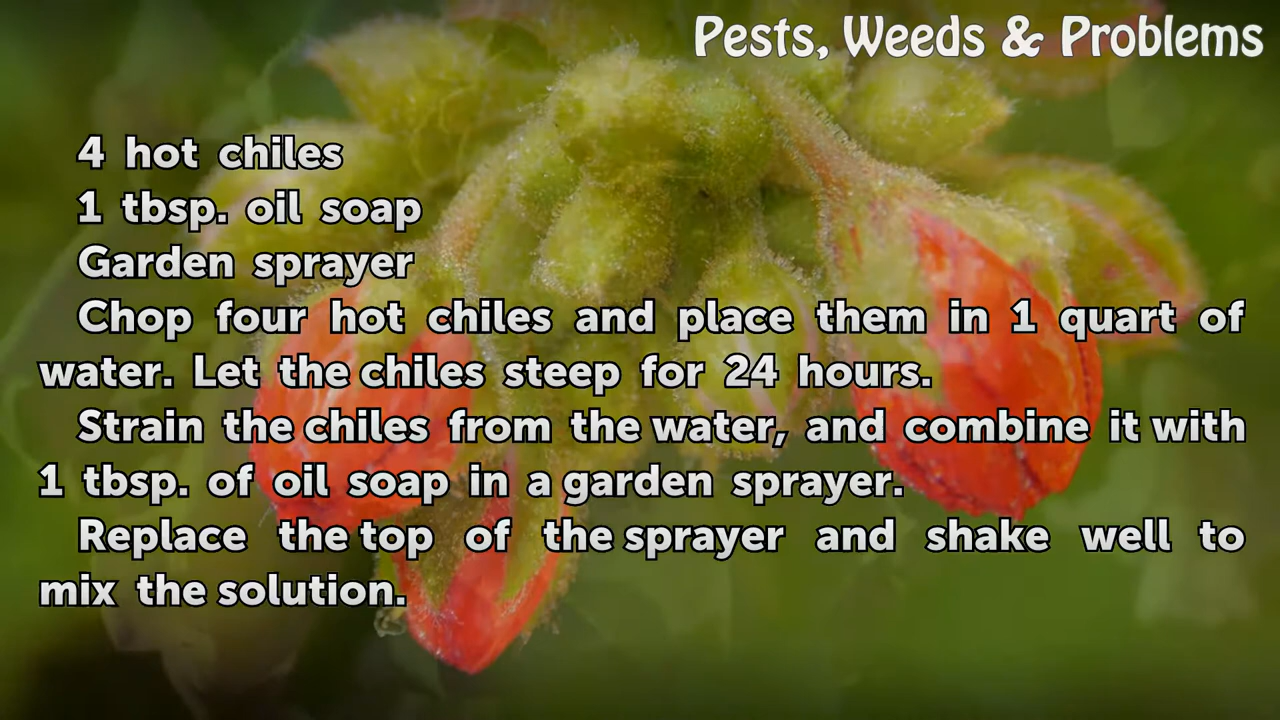 Pests, Weeds & Problems
4 hot chiles
1 tbsp. oil soap
Garden sprayer
Chop four hot chiles and place them in 1 quart of
water. Let the chiles steep for 24 hours.
Strain the chiles from the water, and combine it with
1 tbsp. of oil soap in a garden sprayer.
Replace the top of the sprayer and shake well to
mix the solution.